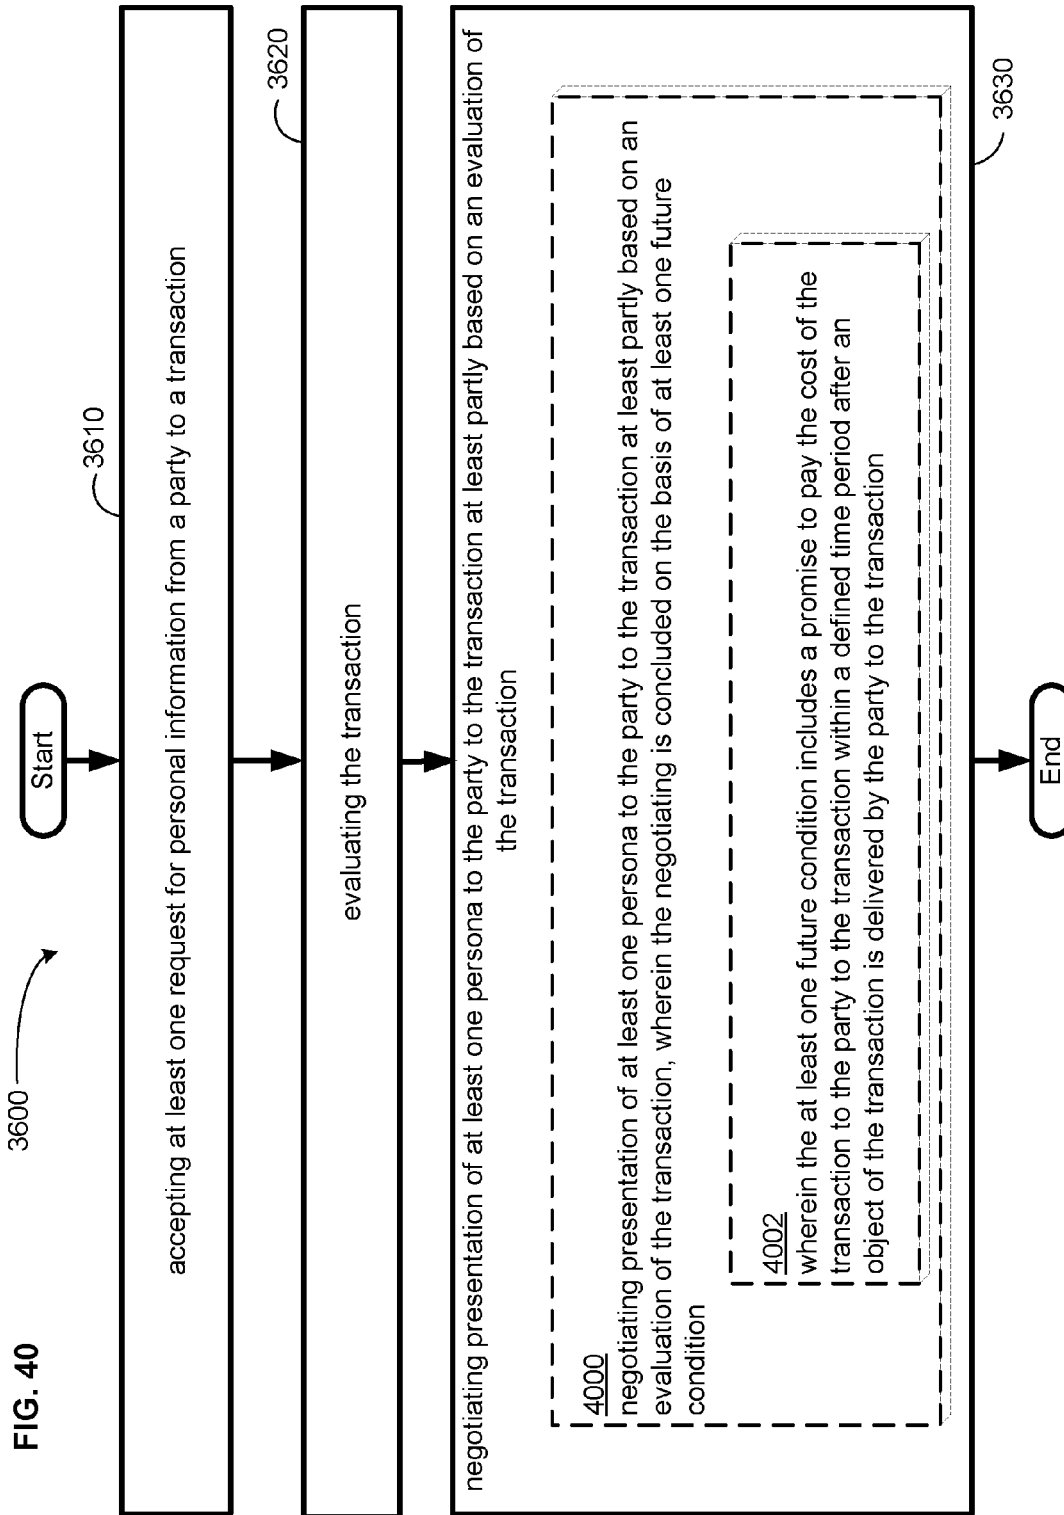 FIG. 40
3600
Start
3610
accepting at least one request for personal information from a party to a transaction
3620
evaluating the transaction
negotiating presentation of at least one persona to the party to the transaction at least partly based on an evaluation of
the transaction
4000
negotiating presentation of at least one persona to the party to the transaction at least partly based on an
evaluation of the transaction, wherein the negotiating is concluded on the basis of at least one future
condition
4002
wherein the at least one future condition includes a promise to pay the cost of the
transaction to the party to the transaction within a defined time period after an
object of the transaction is delivered by the party to the transaction
3630
End